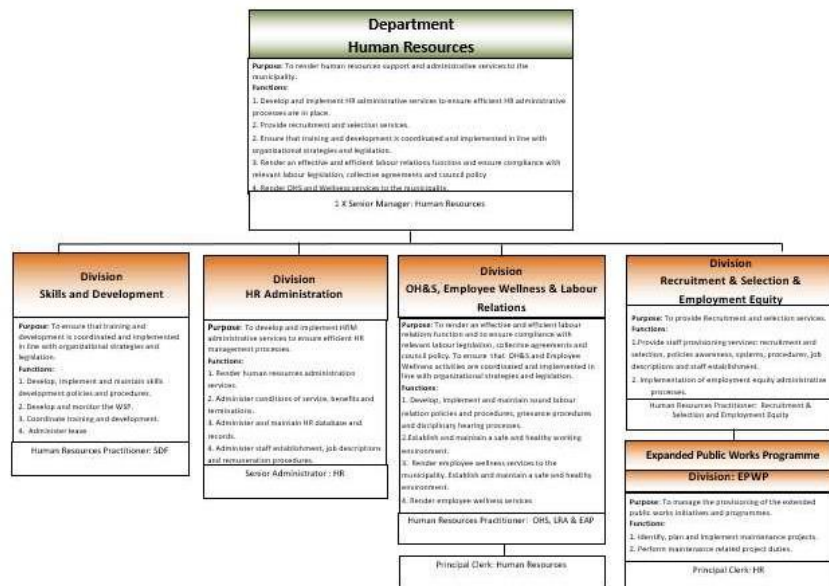 Department
Human Resources
Purpose: To render human resources support and administrative services to the
municipality.
Functions:
1. Develop and implement HR administrative services to ensure efficient HR administrative
processes are in place.
2. Provide recruitment and selection services.
2. Ensure that training and development is coordinated and implemented in line with
organizational strategies and legislation.
3. Render an effective and efficient labour relations function and ensure compliance with
relevant labour legislation, collective agreements and council policy
4. Render OHS and Wellness services to the municipality.
1 X Senior Manager: Human Resources
Division
Skills and Development
Purpose: To ensure that training and
development is coordinated and implemented
in line with organizational strategies and
legislation.
Functions:
1. Develop, implement and maintain skills
development policies and procedures.
2. Develop and monitor the WSP.
3. Coordinate training and development.
4. Administer lease
Human Resources Practitioner: SDF
Division
HR Administration
Purpose: To develop and implement HRM
administrative services to ensure efficient HR
management processes.
Functions:
1. Render human resources administration
services.
2. Administer conditions of service, benefits and
terminations.
3. Administer and maintain HR database and
records.
4. Administer staff establishment, job descriptions
and remuneration procedures.
Senior Administrator : HR
Division
OH&S, Employee Wellness & Labour
Relations
Purpose: To render an effective and efficient labour
relations function and to ensure compliance with
relevant labour legislation, collective agreements and
council policy. To ensure that OH&S and Employee
Wellness activities are coordinated and implemented in
line with organizational strategies and legislation.
Functions:
1. Develop, implement and maintain sound labour
relation policies and procedures, grievance procedures
and disciplinary hearing processes.
2.Establish and maintain a safe and healthy working
environment.
3. Render employee wellness services to the
municipality. Establish and maintain a safe and healthy
environment.
4. Render employee wellness services
Human Resources Practitioner: OHS, LRA & EAP
Principal Clerk: Human Resources
Division
Recruitment & Selection &
Employment Equity
Purpose: To provide Recruitment and selection services.
Functions:
1.Provide staff provisioning services: recruitment and
selection, policies awareness, systems, procedures, job
descriptions and staff establishment.
2. Implementation of employment equity administrative
processes.
Human Resources Practitioner: Recruitment &
Selection and Employment Equity
Expanded Public Works Programme
Division: EPWP
Purpose: To manage the provisioning of the extended
public works initiatives and programmes.
Functions:
1. Identify, plan and implement maintenance projects.
2. Perform maintenance related project duties.
Principal Clerk: HR